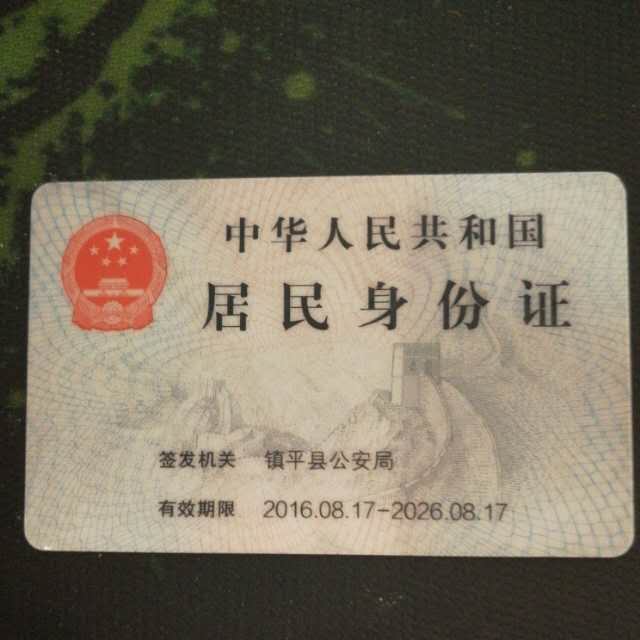 中华人民共和国
居民身份证
签发机关 镇平县公安局
有效期限 2016.08.17-2026.08.17